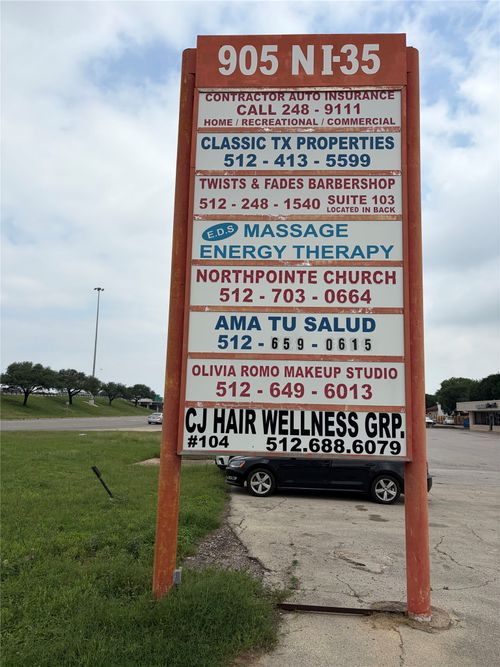 905 N I-35
CONTRACTOR AUTO INSURANCE
CALL 248 - 9111
HOME / RECREATIONAL / COMMERCIAL
CLASSIC TX PROPERTIES
512 - 413 - 5599
TWISTS & FADES BARBERSHOP
512 - 248 - 1540 SUITE 103
LOCATED IN BACK
E.D.S MASSAGE
ENERGY THERAPY
NORTHPOINTE CHURCH
512 - 703 - 0664
AMA TU SALUD
512 - 659 - 0615
OLIVIA ROMO MAKEUP STUDIO
512 - 649 - 6013
CJ HAIR WELLNESS GRP.
#104 512.688.6079